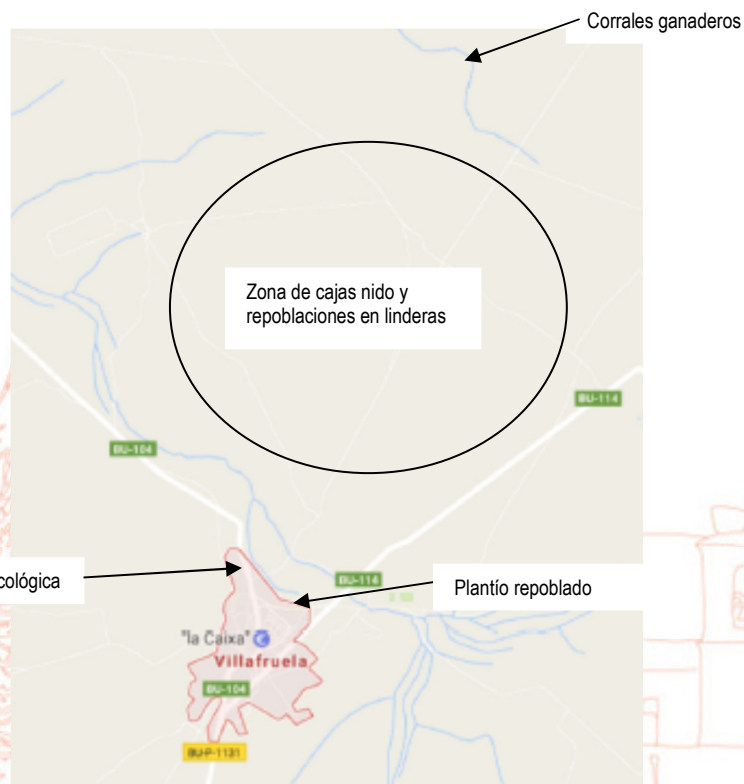 Corrales ganaderos
Zona de cajas nido y
repoblaciones en linderas
BU-114
BU-104
cológica
BU-114
Plantío repoblado
"la Caixa"
Villafruela
BU-104
BU-P-1131